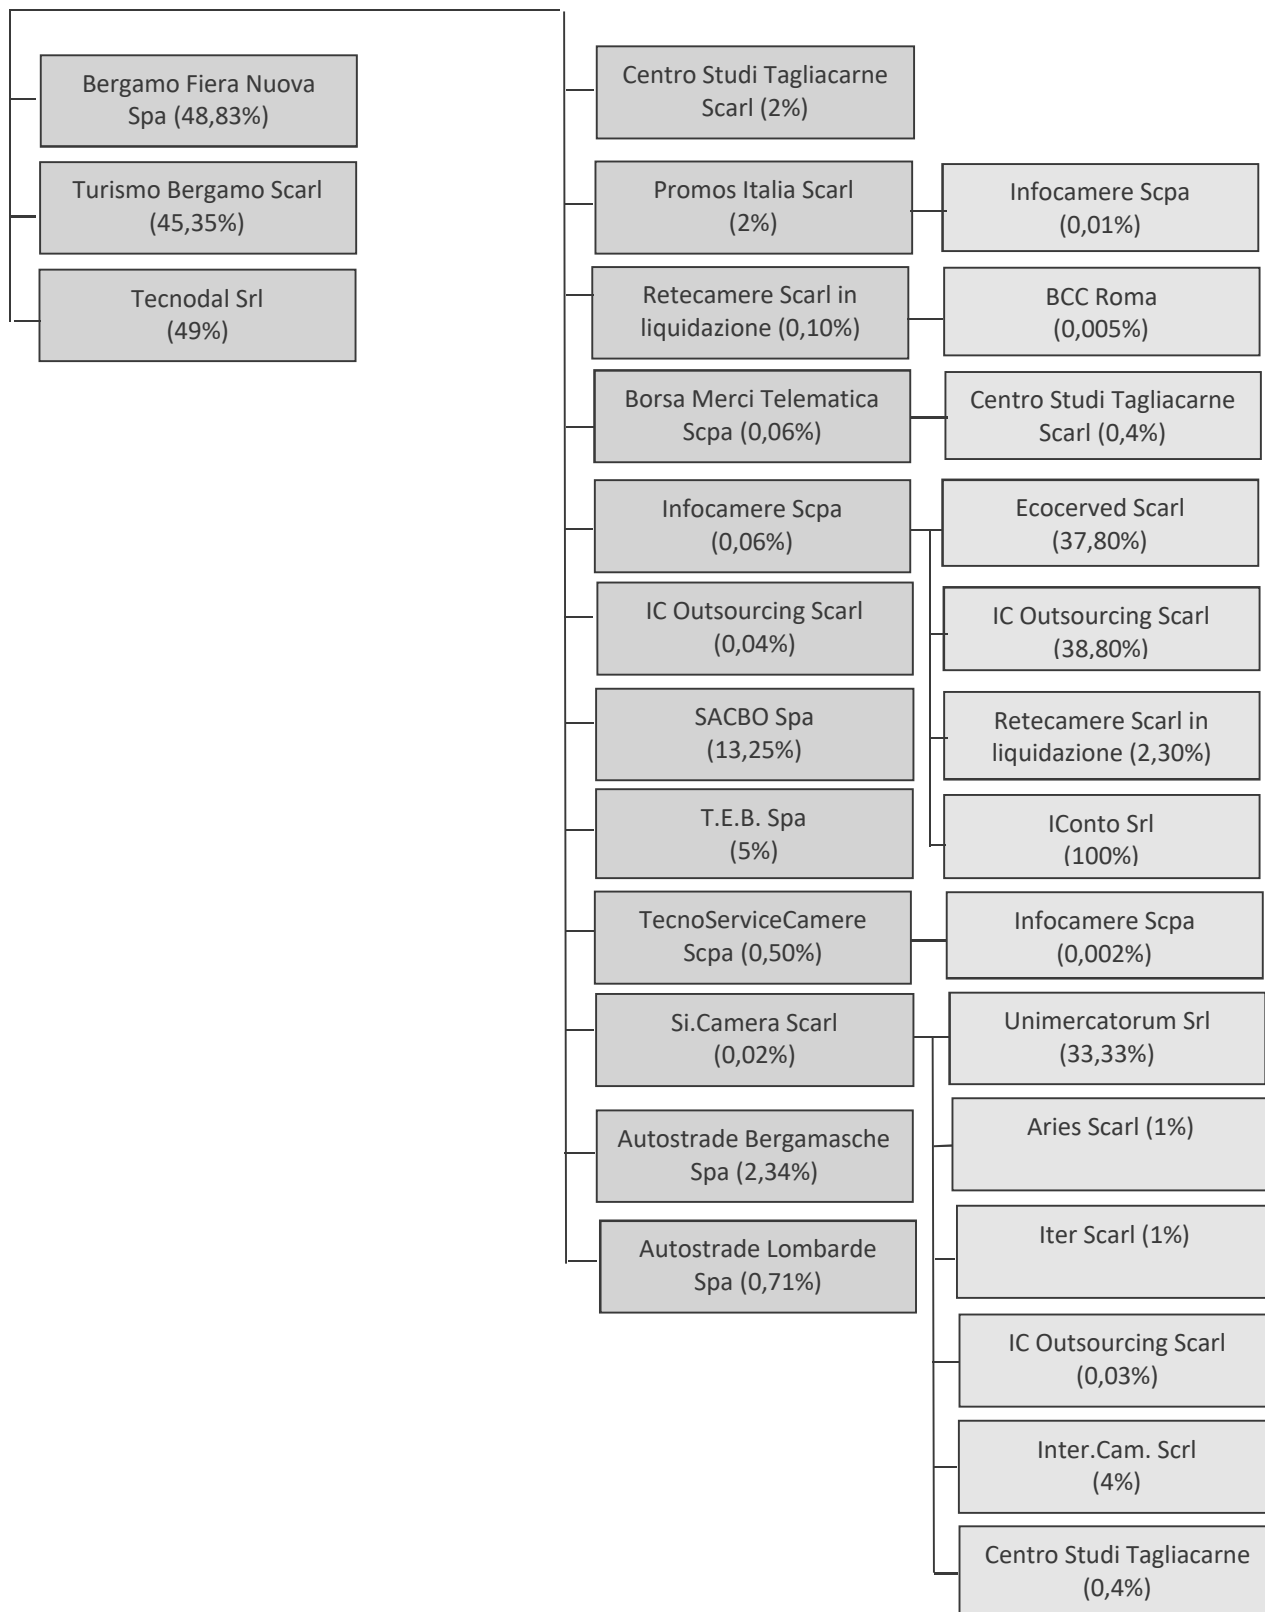 Bergamo Fiera Nuova
Spa (48,83%)
Turismo Bergamo Scarl
(45,35%)
Tecnodal Srl
(49%)
Centro Studi Tagliacarne
Scarl (2%)
Promos Italia Scarl
(2%)
Infocamere Scpa
(0,01%)
Retecamere Scarl in
liquidazione (0,10%)
BCC Roma
(0,005%)
Borsa Merci Telematica
Scpa (0,06%)
Centro Studi Tagliacarne
Scarl (0,4%)
Infocamere Scpa
(0,06%)
Ecocerved Scarl
(37,80%)
IC Outsourcing Scarl
(0,04%)
IC Outsourcing Scarl
(38,80%)
SACBO Spa
(13,25%)
Retecamere Scarl in
liquidazione (2,30%)
T.E.B. Spa
(5%)
IConto Srl
(100%)
TecnoServiceCamere
Scpa (0,50%)
Infocamere Scpa
(0,002%)
Si.Camera Scarl
(0,02%)
Unimercatorum Srl
(33,33%)
Autostrade Bergamasche
Spa (2,34%)
Aries Scarl (1%)
Autostrade Lombarde
Spa (0,71%)
Iter Scarl (1%)
IC Outsourcing Scarl
(0,03%)
Inter.Cam. Scrl
(4%)
Centro Studi Tagliacarne
(0,4%)